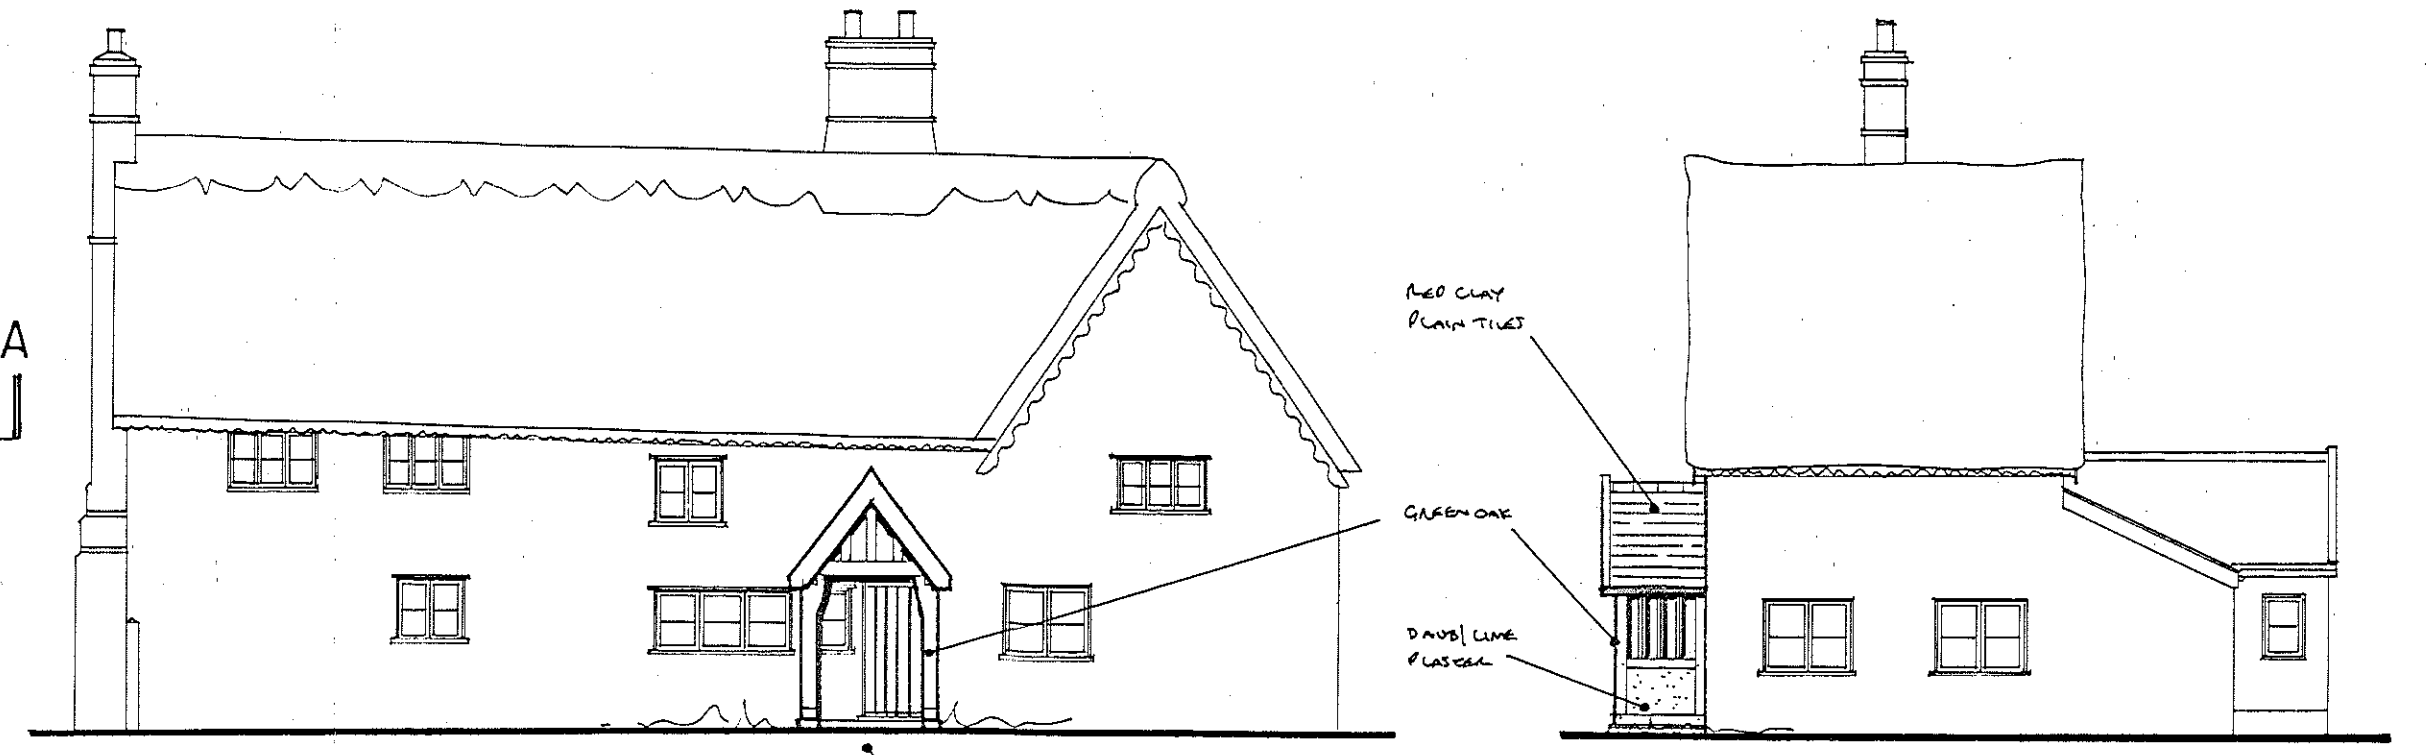 A
RED CLAY
PLAIN TILES
GREEN OAK
DAUB/LIME
PLASTER